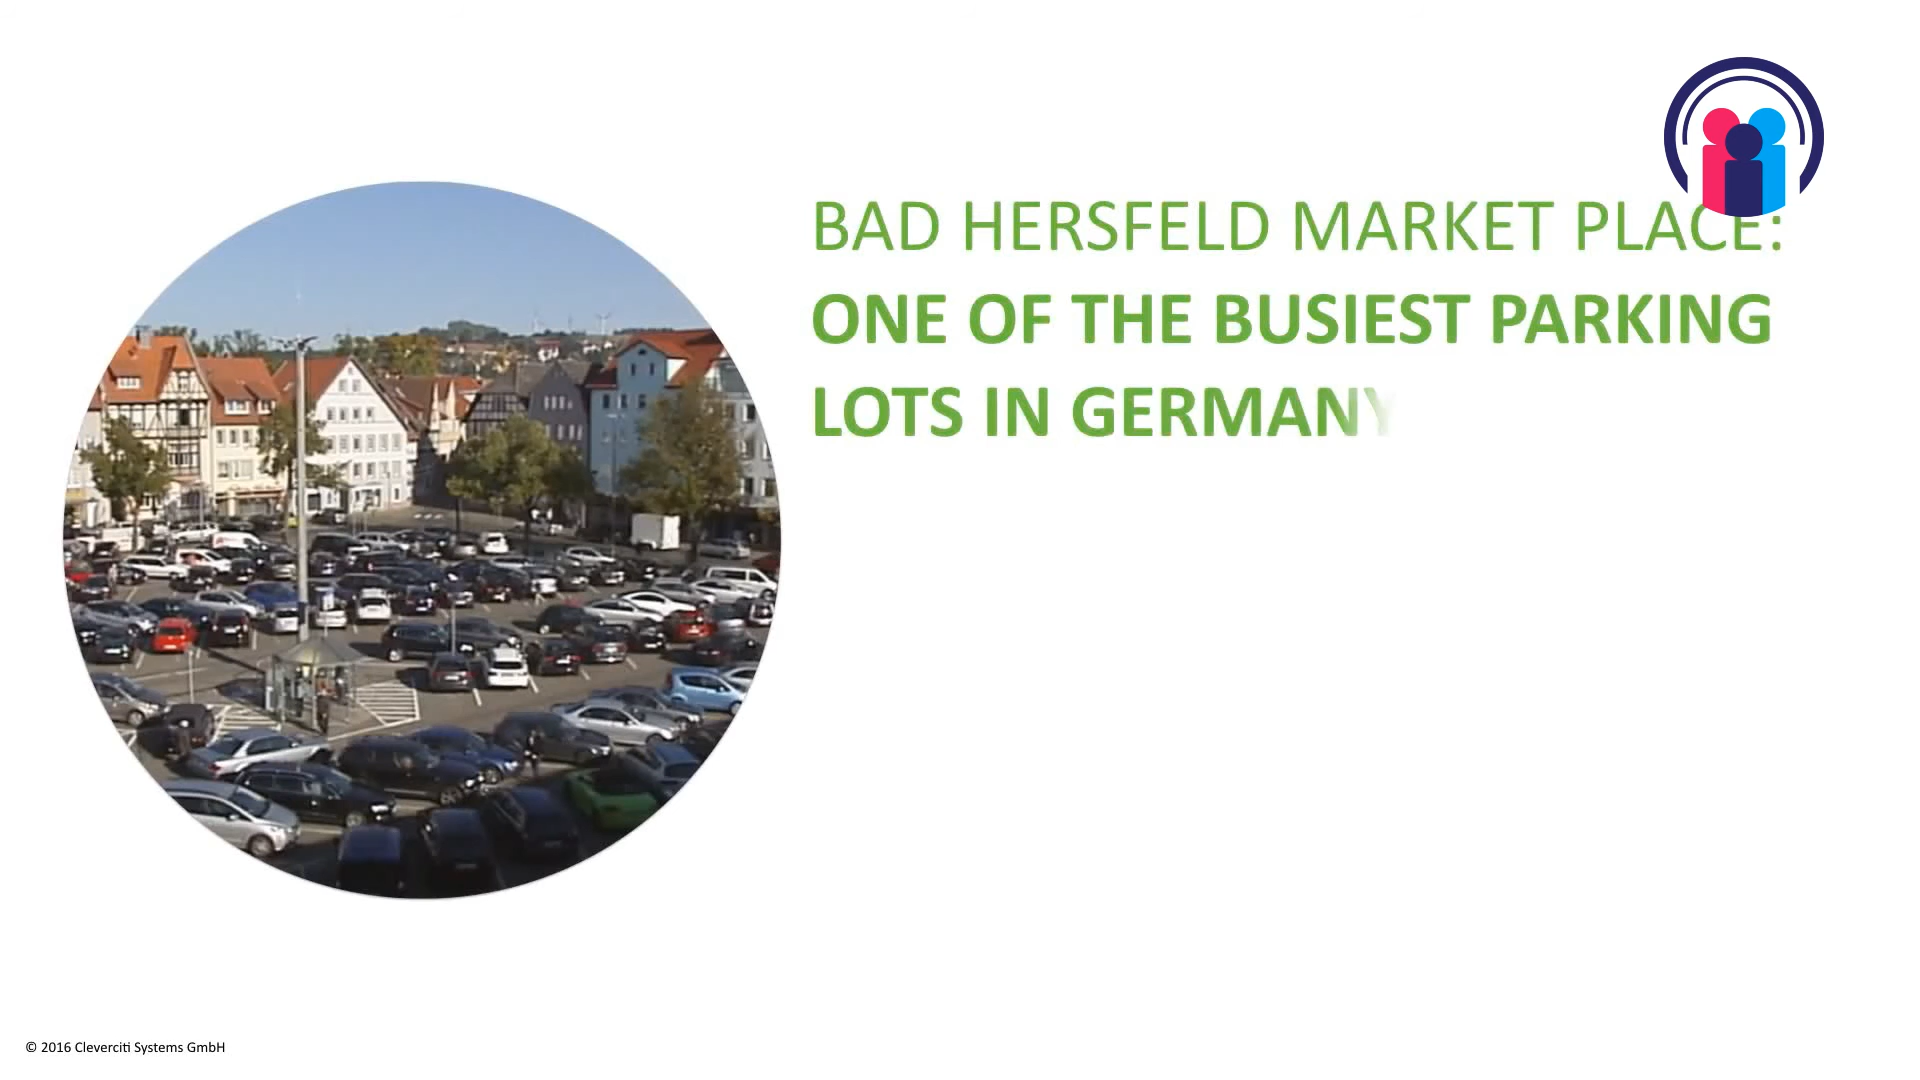 BAD HERSFELD MARKET PLACE:
ONE OF THE BUSIEST PARKING
LOTS IN GERMANY
© 2016 Cleverciti Systems GmbH